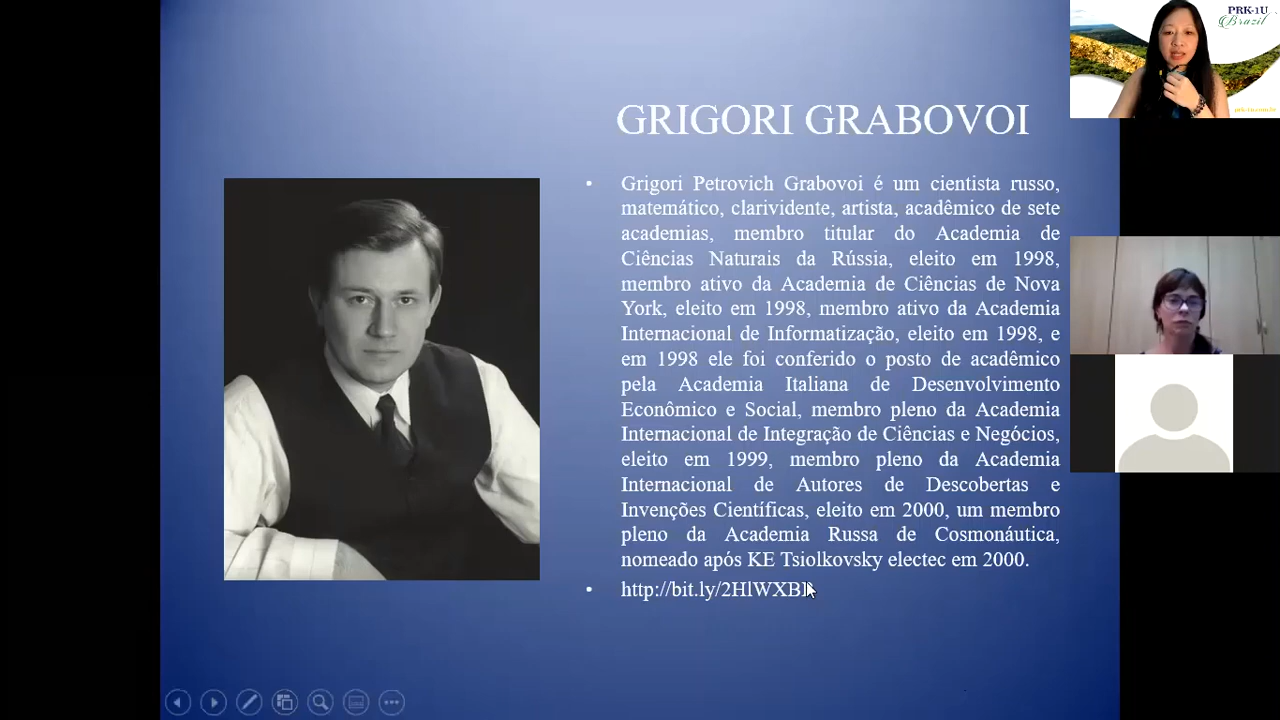 GRIGORI GRABOVOI
• Grigori Petrovich Grabovoi é um cientista russo,
matemático, clarividente, artista, acadêmico de sete
academias, membro titular do Academia de
Ciências Naturais da Rússia, eleito em 1998,
membro ativo da Academia de Ciências de Nova
York, eleito em 1998, membro ativo da Academia
Internacional de Informatização, eleito em 1998, e
em 1998 ele foi conferido o posto de acadêmico
pela Academia Italiana de Desenvolvimento
Econômico e Social, membro pleno da Academia
Internacional de Integração de Ciências e Negócios,
eleito em 1999, membro pleno da Academia
Internacional de Autores de Descobertas e
Invenções Científicas, eleito em 2000, um membro
pleno da Academia Russa de Cosmonáutica,
nomeado após KE Tsiolkovsky electec em 2000.
PRK-1U
Brazil